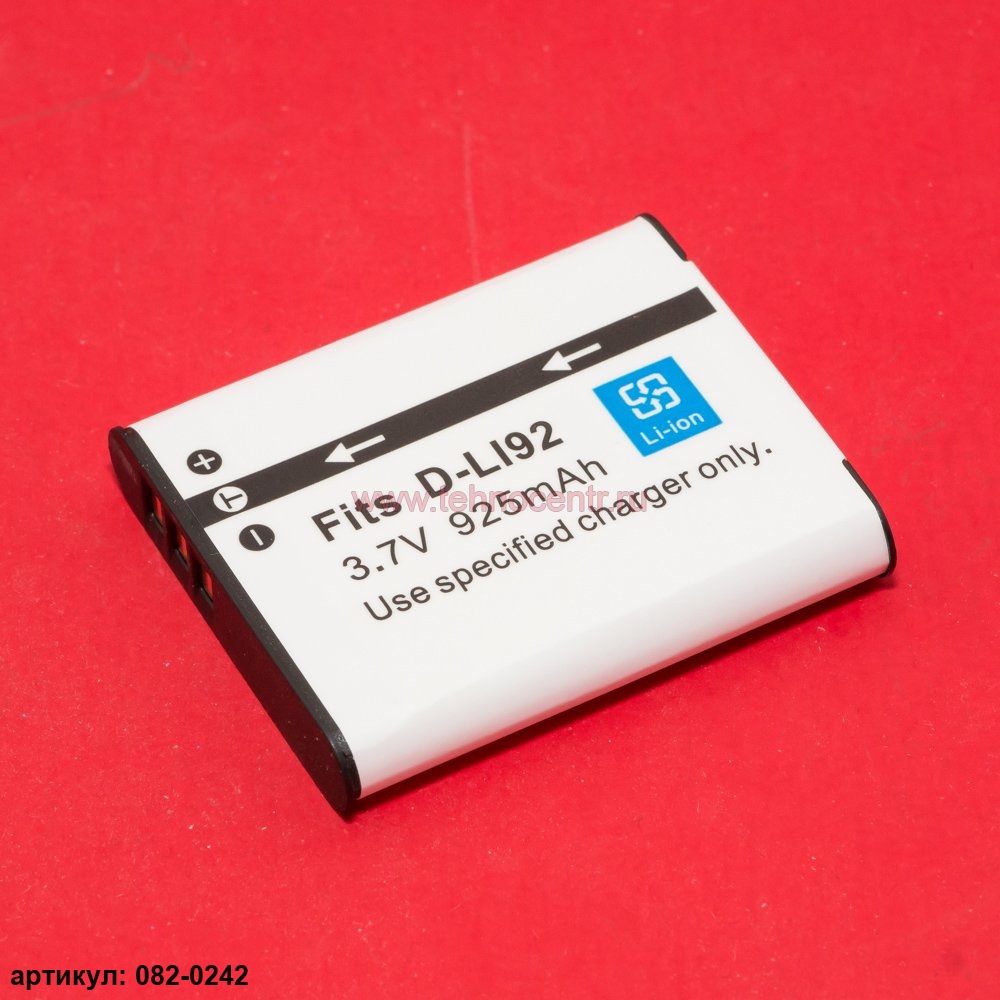 +
T
−
Fits D-LI92
3.7V 925mAh
Use specified charger only.
Li-ion
www.tehnocentr.ru
артикул: 082-0242